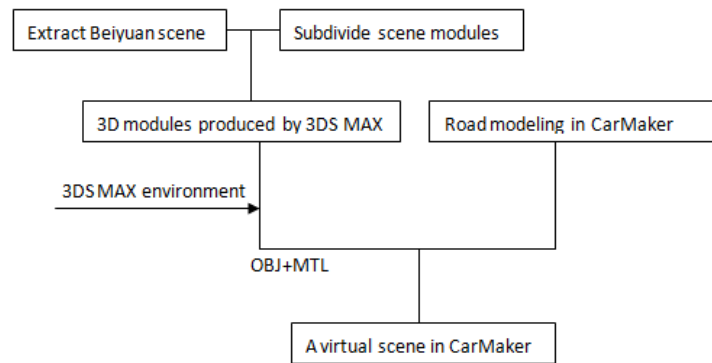 Extract Beiyuan scene
Subdivide scene modules
3D modules produced by 3DS MAX
Road modeling in CarMaker
3DS MAX environment
OBJ+MTL
A virtual scene in CarMaker